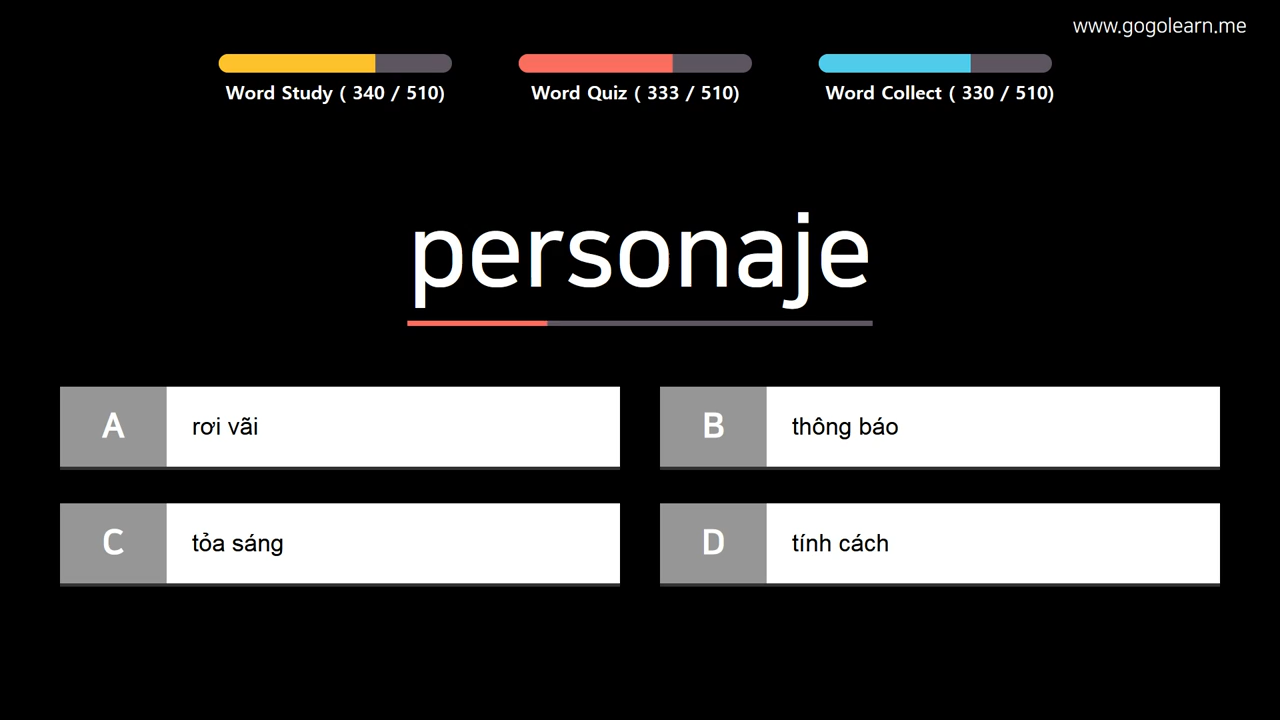 www.gogolearn.me
Word Study ( 340 / 510)
Word Quiz ( 333 / 510)
Word Collect ( 330 / 510)
personaje
A
rơi vãi
B
thông báo
C
tỏa sáng
D
tính cách